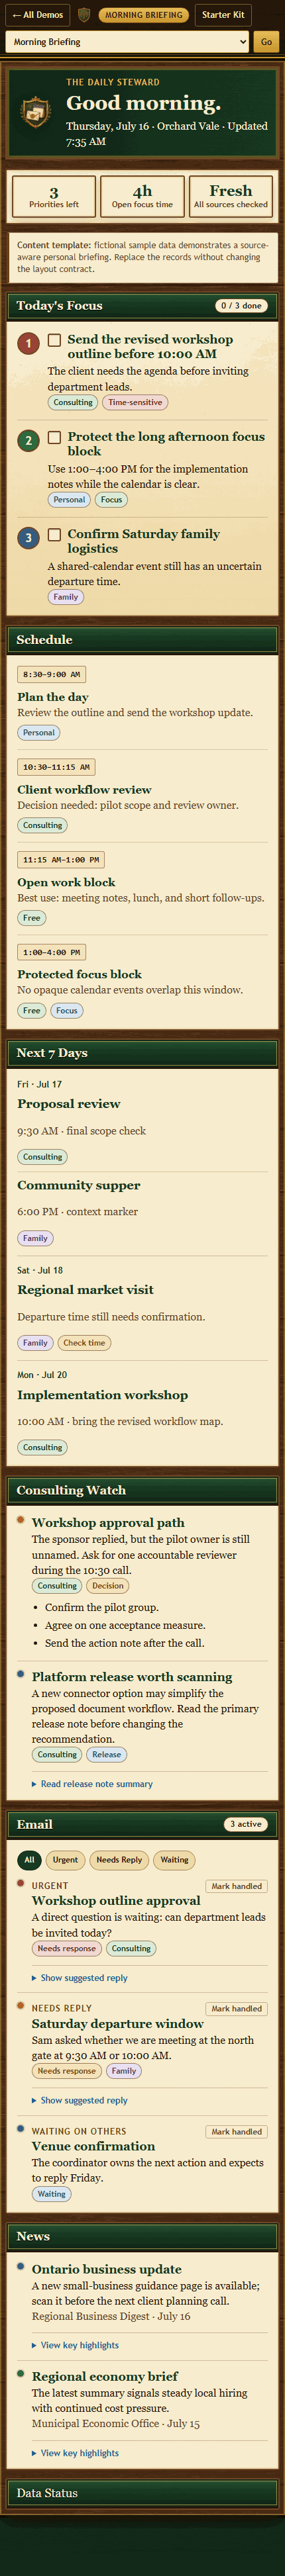 ← All Demos
MORNING BRIEFING
Starter Kit
Morning Briefing
Go
THE DAILY STEWARD
Good morning.
Thursday, July 16 · Orchard Vale · Updated
7:35 AM
3
Priorities left
4h
Open focus time
Fresh
All sources checked
Content template: fictional sample data demonstrates a source-
aware personal briefing. Replace the records without changing
the layout contract.
Today's Focus
0 / 3 done
1
Send the revised workshop
outline before 10:00 AM
The client needs the agenda before inviting
department leads.
Consulting
Time-sensitive
2
Protect the long afternoon focus
block
Use 1:00–4:00 PM for the implementation
notes while the calendar is clear.
Personal
Focus
3
Confirm Saturday family
logistics
A shared-calendar event still has an uncertain
departure time.
Family
Schedule
8:30–9:00 AM
Plan the day
Review the outline and send the workshop update.
Personal
10:30–11:15 AM
Client workflow review
Decision needed: pilot scope and review owner.
Consulting
11:15 AM–1:00 PM
Open work block
Best use: meeting notes, lunch, and short follow-ups.
Free
1:00–4:00 PM
Protected focus block
No opaque calendar events overlap this window.
Free
Focus
Next 7 Days
Fri · Jul 17
Proposal review
9:30 AM · final scope check
Consulting
Community supper
6:00 PM · context marker
Family
Sat · Jul 18
Regional market visit
Departure time still needs confirmation.
Family
Check time
Mon · Jul 20
Implementation workshop
10:00 AM · bring the revised workflow map.
Consulting
Consulting Watch
Workshop approval path
The sponsor replied, but the pilot owner is still
unnamed. Ask for one accountable reviewer
during the 10:30 call.
Consulting
Decision
• Confirm the pilot group.
• Agree on one acceptance measure.
• Send the action note after the call.
Platform release worth scanning
A new connector option may simplify the
proposed document workflow. Read the primary
release note before changing the
recommendation.
Consulting
Release
▸ Read release note summary
Email
3 active
All
Urgent
Needs Reply
Waiting
URGENT
Mark handled
Workshop outline approval
A direct question is waiting: can department leads
be invited today?
Needs response
Consulting
▸ Show suggested reply
NEEDS REPLY
Mark handled
Saturday departure window
Sam asked whether we are meeting at the north
gate at 9:30 AM or 10:00 AM.
Needs response
Family
▸ Show suggested reply
WAITING ON OTHERS
Mark handled
Venue confirmation
The coordinator owns the next action and expects
to reply Friday.
Waiting
News
Ontario business update
A new small-business guidance page is available;
scan it before the next client planning call.
Regional Business Digest · July 16
▸ View key highlights
Regional economy brief
The latest summary signals steady local hiring
with continued cost pressure.
Municipal Economic Office · July 15
▸ View key highlights
Data Status